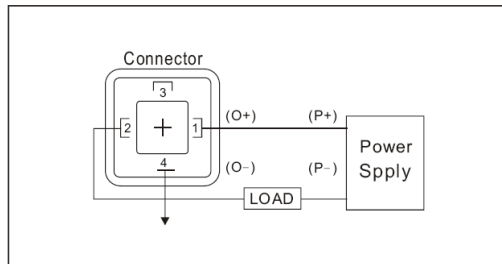 Connector
3
2
+
1
4
(O+)
(P+)
(O−)
(P−)
Power
Spply
LOAD